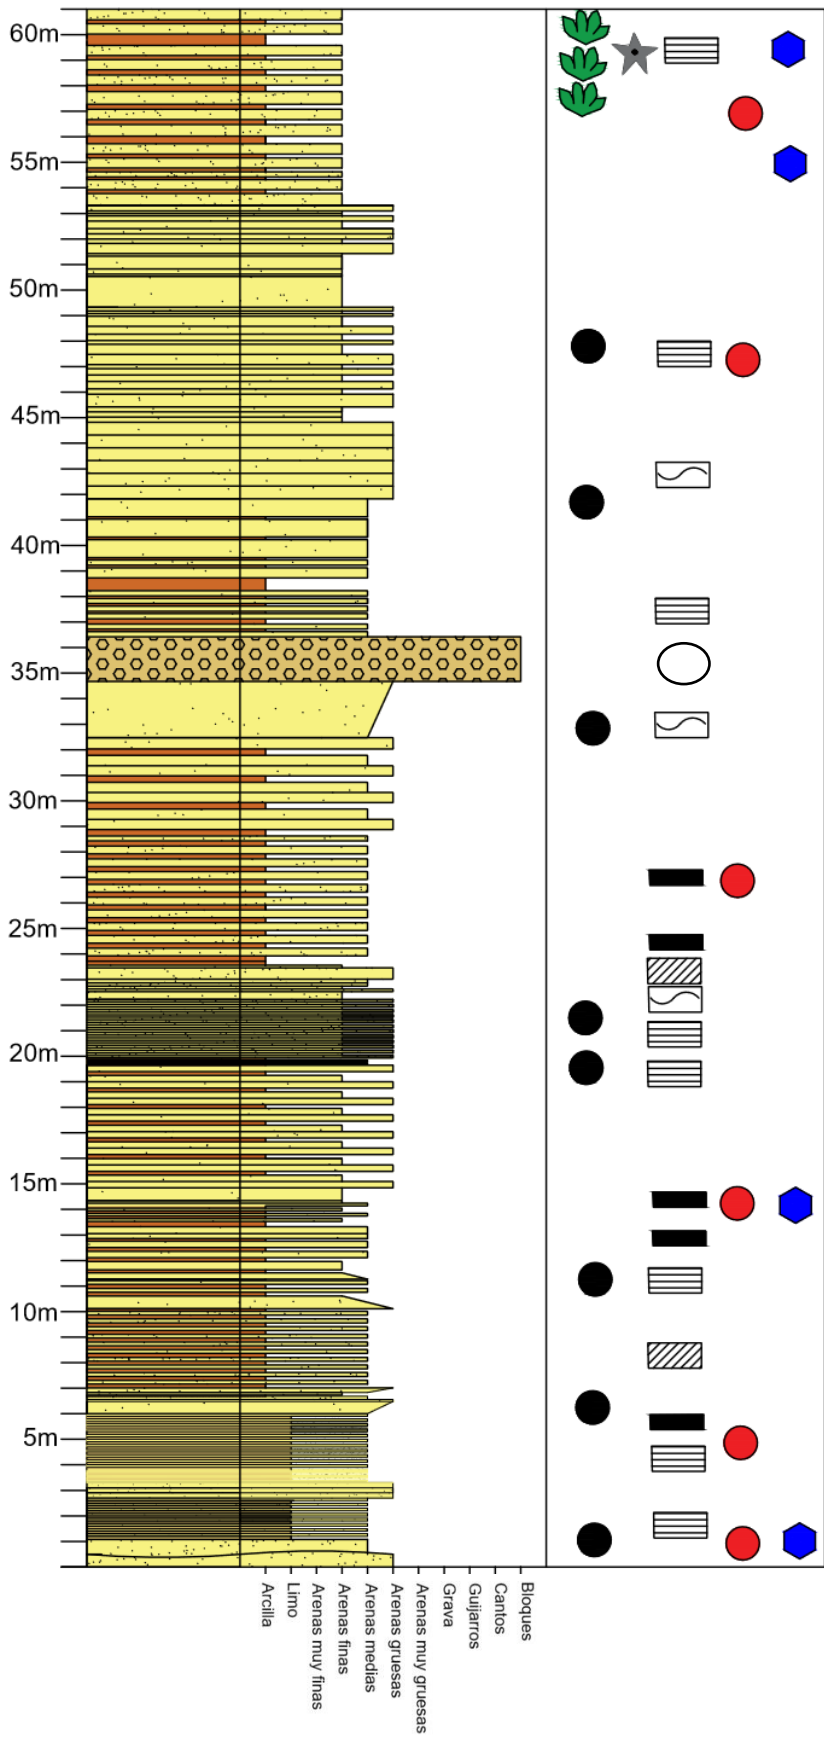 60m
55m
50m
45m
40m
35m
30m
25m
20m
15m
10m
5m
Arcilla
Limo
Arenas muy finas
Arenas finas
Arenas medias
Arenas gruesas
Arenas muy gruesas
Grava
Guijarros
Cantos
Bloques